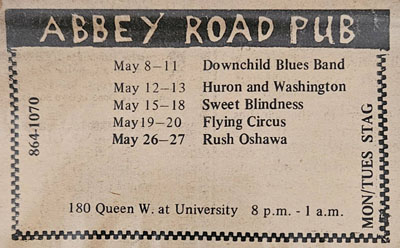 ABBEY ROAD PUB
May 8-11 Downchild Blues Band
May 12-13 Huron and Washington
May 15-18 Sweet Blindness
May19-20 Flying Circus
May 26-27 Rush Oshawa
864-1070
MON/TUES STAG
180 Queen W. at University 8 p.m. - 1 a.m.